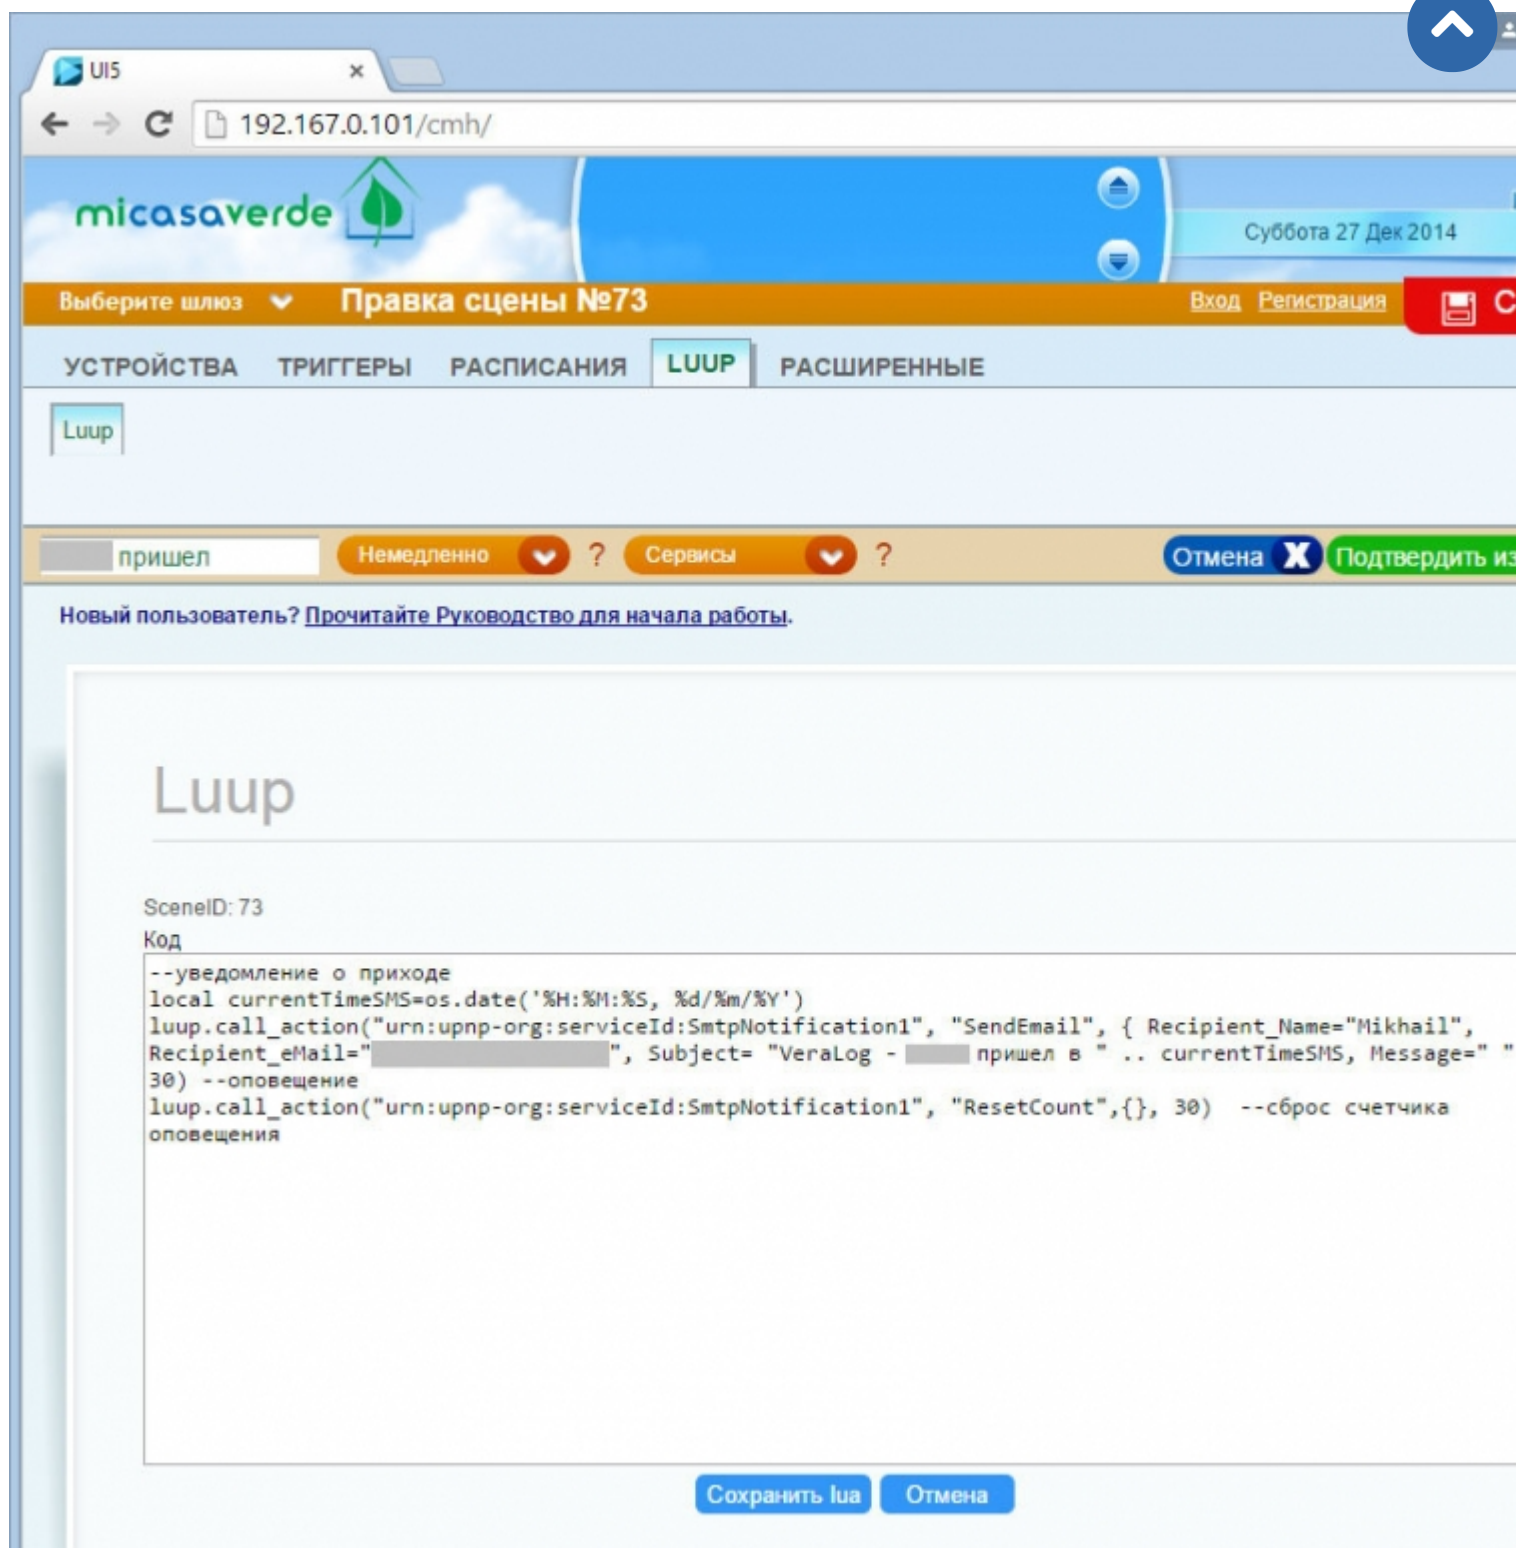 UI5
192.167.0.101/cmh/
micasaverde
Суббота 27 Дек 2014
Выберите шлюз Правка сцены №73 Вход Регистрация С
УСТРОЙСТВА ТРИГГЕРЫ РАСПИСАНИЯ LUUP РАСШИРЕННЫЕ
Luup
пришел Немедленно ? Сервисы ? Отмена X Подтвердить из
Новый пользователь? Прочитайте Руководство для начала работы.
Luup
SceneID: 73
Код
--уведомление о приходе
local currentTimeSMS=os.date('%H:%M:%S, %d/%m/%Y')
luup.call_action("urn:upnp-org:serviceId:SmtpNotification1", "SendEmail", { Recipient_Name="Mikhail",
Recipient_eMail="", Subject= "VeraLog - пришел в " .. currentTimeSMS, Message=" "
30) --оповещение
luup.call_action("urn:upnp-org:serviceId:SmtpNotification1", "ResetCount",{}, 30) --сброс счетчика
оповещения
Сохранить lua Отмена